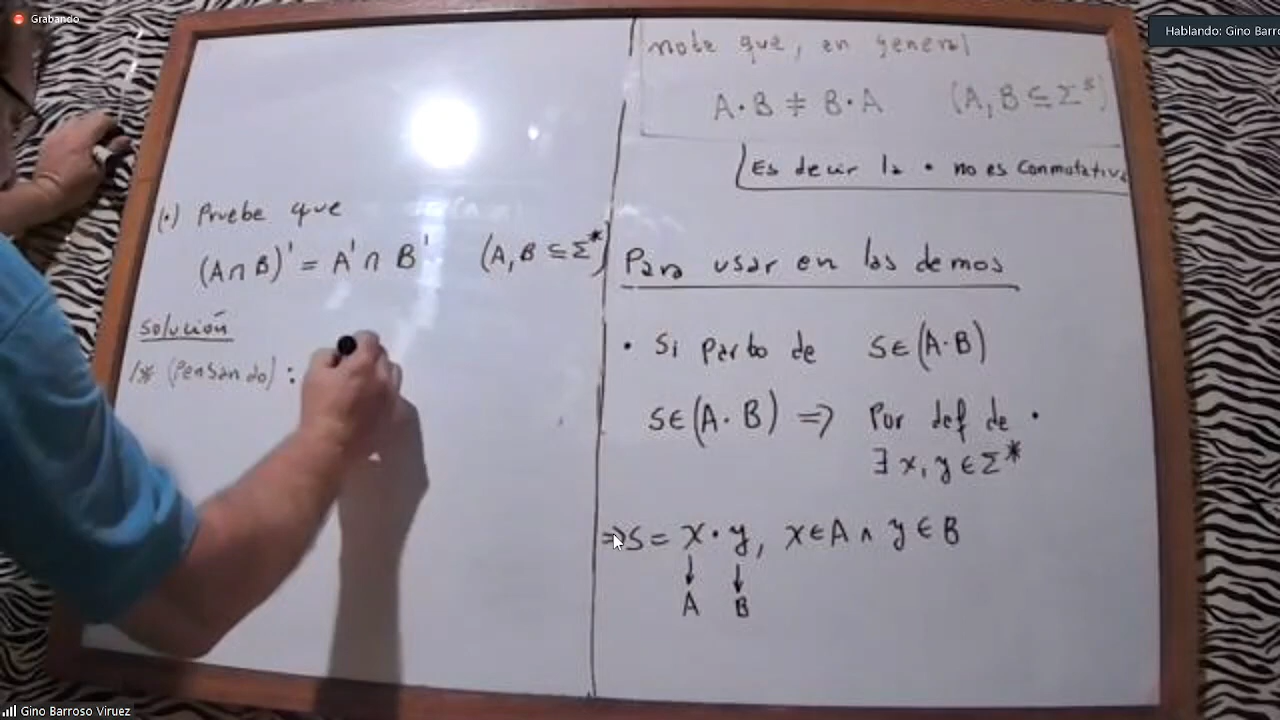 Grabando
Hablando: Gino Barro
note que, en general
A·B ≠ B·A (A, B ⊆ Σ*)
Es decir la · no es Conmutativa
(·) Pruebe que
(A∩B)' = A' ∩ B' (A, B ⊆ Σ*)
Solución
/* (Pensando) :
Para usar en las demos
· Si parto de S∈(A·B)
S∈(A·B) ⇒ Por def de ·
∃ x, y ∈ Σ*
⇒ S = x·y, x∈A ∧ y∈B
↓ ↓
A B
Gino Barroso Viruez